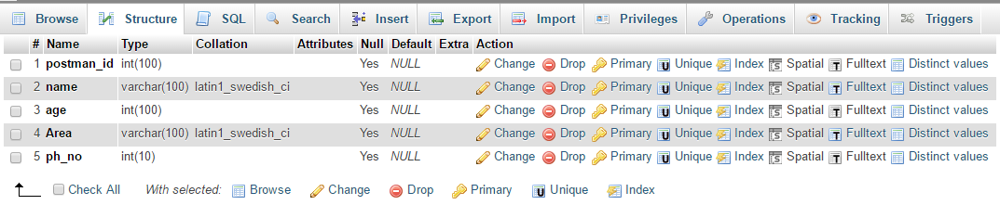 Browse Structure SQL Search Insert Export Import Privileges Operations Tracking Triggers
# Name Type Collation Attributes Null Default Extra Action
1 postman_id int(100) Yes NULL Change Drop Primary Unique Index Spatial Fulltext Distinct values
2 name varchar(100) latin1_swedish_ci Yes NULL Change Drop Primary Unique Index Spatial Fulltext Distinct values
3 age int(100) Yes NULL Change Drop Primary Unique Index Spatial Fulltext Distinct values
4 Area varchar(100) latin1_swedish_ci Yes NULL Change Drop Primary Unique Index Spatial Fulltext Distinct values
5 ph_no int(10) Yes NULL Change Drop Primary Unique Index Spatial Fulltext Distinct values
Check All With selected: Browse Change Drop Primary Unique Index